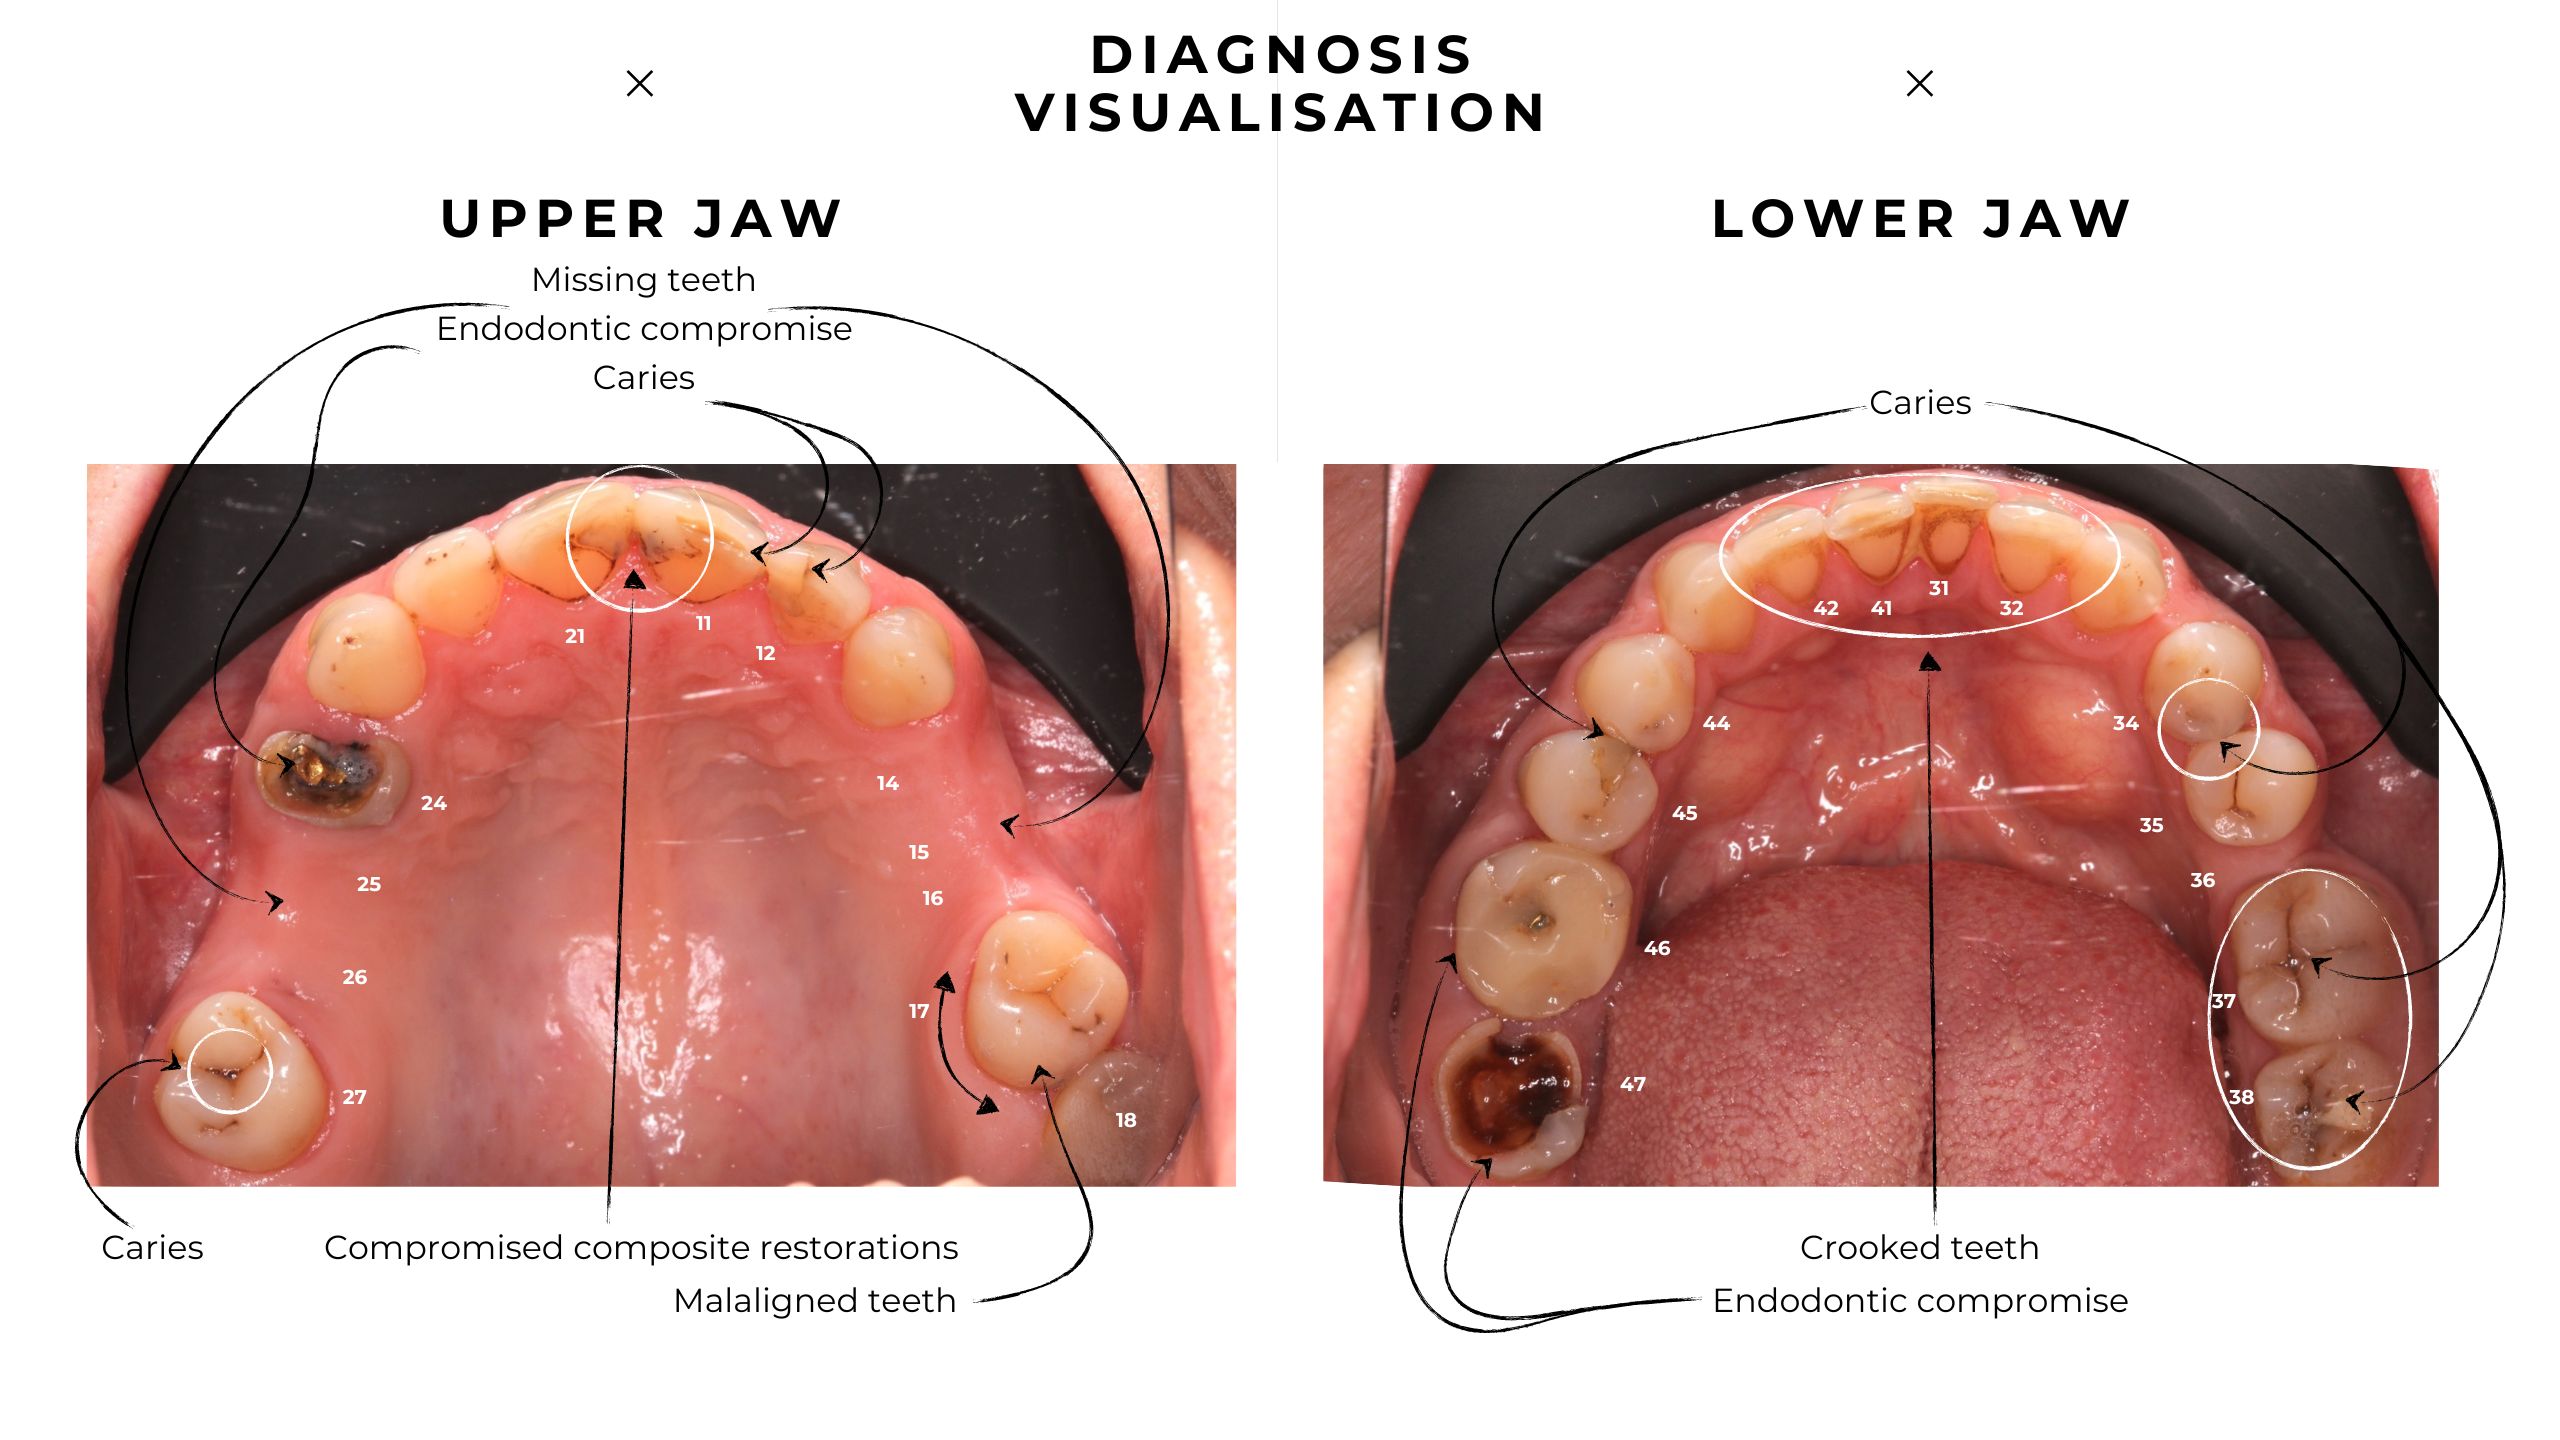 DIAGNOSIS
VISUALISATION
UPPER JAW
Missing teeth
Endodontic compromise
Caries
21
11
12
14
24
15
25
16
26
17
27
18
Caries
Compromised composite restorations
Malaligned teeth
LOWER JAW
Caries
31
42
41
32
44
34
45
35
36
46
37
47
38
Crooked teeth
Endodontic compromise